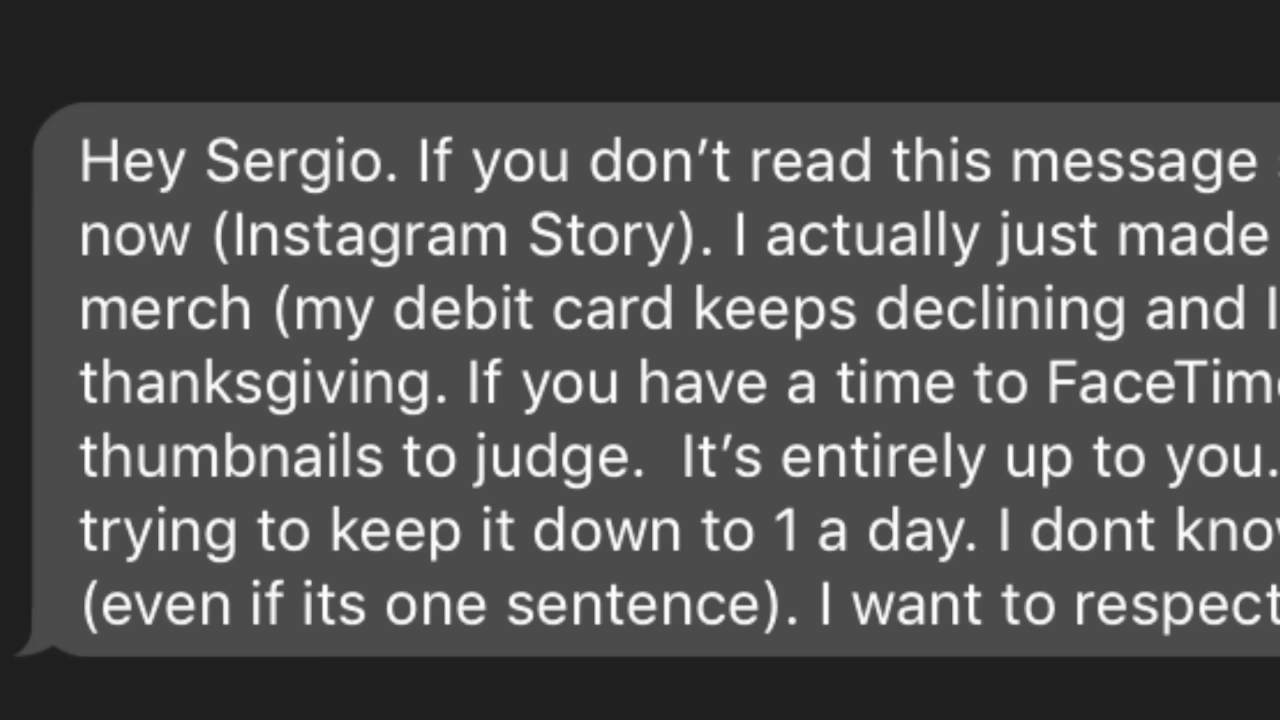 Hey Sergio. If you don’t read this message
now (Instagram Story). I actually just made
merch (my debit card keeps declining and I
thanksgiving. If you have a time to FaceTime
thumbnails to judge.  It’s entirely up to you.
trying to keep it down to 1 a day. I dont
(even if its one sentence). I want to respect